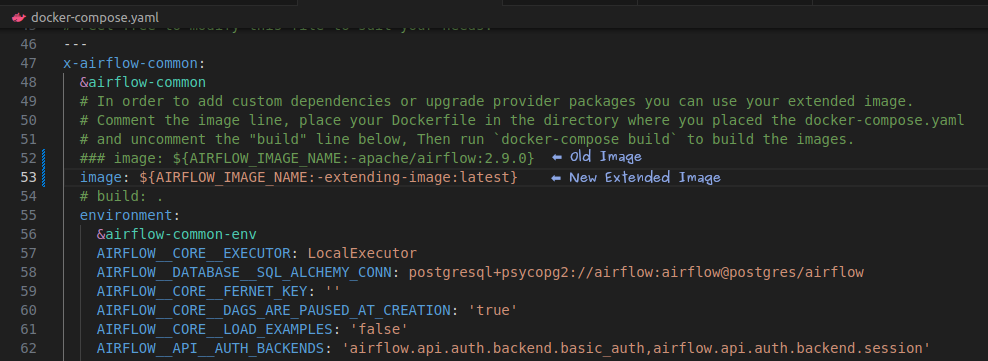 docker-compose.yaml
46 ---
47 x-airflow-common:
48 &airflow-common
49 # In order to add custom dependencies or upgrade provider packages you can use your extended image.
50 # Comment the image line, place your Dockerfile in the directory where you placed the docker-compose.yaml
51 # and uncomment the "build" line below, Then run `docker-compose build` to build the images.
52 ### image: ${AIRFLOW_IMAGE_NAME:-apache/airflow:2.9.0} ⬅ Old Image
53 image: ${AIRFLOW_IMAGE_NAME:-extending-image:latest} ⬅ New Extended Image
54 # build: .
55 environment:
56 &airflow-common-env
57 AIRFLOW__CORE__EXECUTOR: LocalExecutor
58 AIRFLOW__DATABASE__SQL_ALCHEMY_CONN: postgresql+psycopg2://airflow:airflow@postgres/airflow
59 AIRFLOW__CORE__FERNET_KEY: ''
60 AIRFLOW__CORE__DAGS_ARE_PAUSED_AT_CREATION: 'true'
61 AIRFLOW__CORE__LOAD_EXAMPLES: 'false'
62 AIRFLOW__API__AUTH_BACKENDS: 'airflow.api.auth.backend.basic_auth,airflow.api.auth.backend.session'